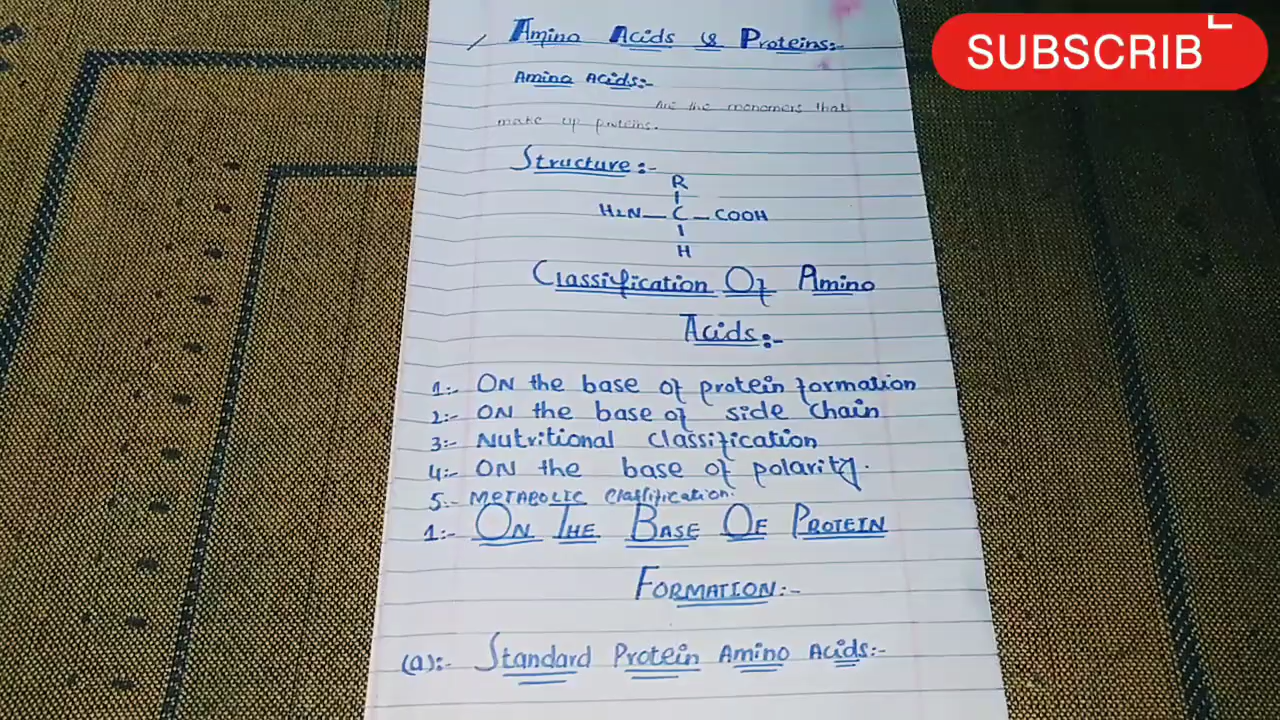 Amino Acids & Proteins:-
SUBSCRIB
Amino Acids:-
Are the monomers that
make up proteins.
Structure:-
R
H2N — C — COOH
H
Classification Of Amino
Acids:-
1:- ON the base of protein formation
2:- ON the base of side chain
3:- Nutritional classification
4:- ON the base of polarity.
5:- METABOLIC Classification.
1:- ON THE BASE OF PROTEIN
FORMATION:-
(a):- Standard Protein Amino Acids:-